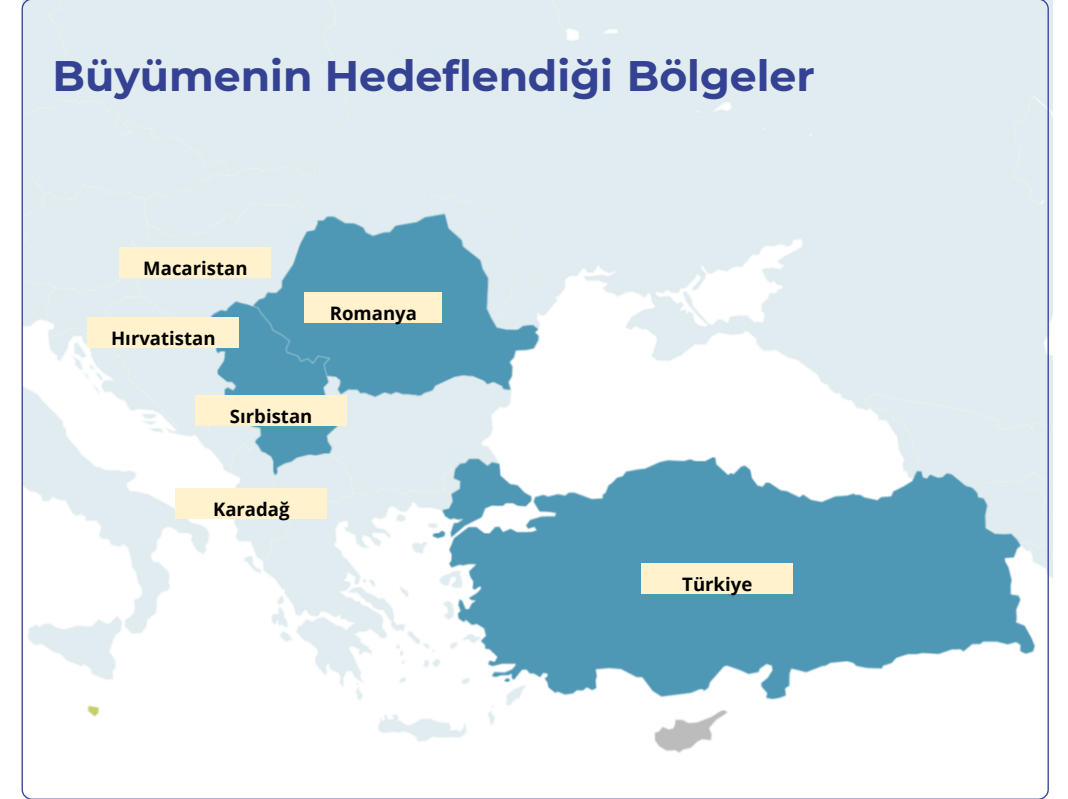 Büyümenin Hedeflendiği Bölgeler
Macaristan
Romanya
Hırvatistan
Sırbistan
Karadağ
Türkiye